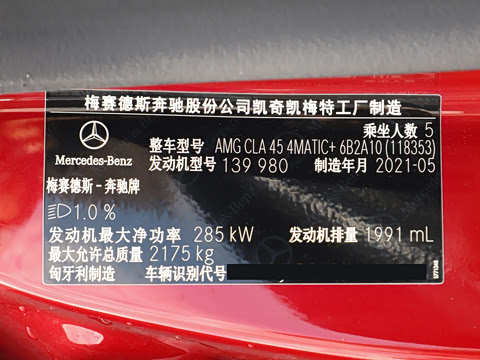 梅赛德斯奔驰股份公司凯奇凯梅特工厂制造
乘坐人数 5
整车型号 AMG CLA 45 4MATIC+ 6B2A10 (118353)
Mercedes-Benz 发动机型号 139 980 制造年月 2021-05
梅赛德斯-奔驰牌
1.0 %
发动机最大净功率 285 kW 发动机排量 1991 mL
最大允许总质量 2175 kg
匈牙利制造 车辆识别代号